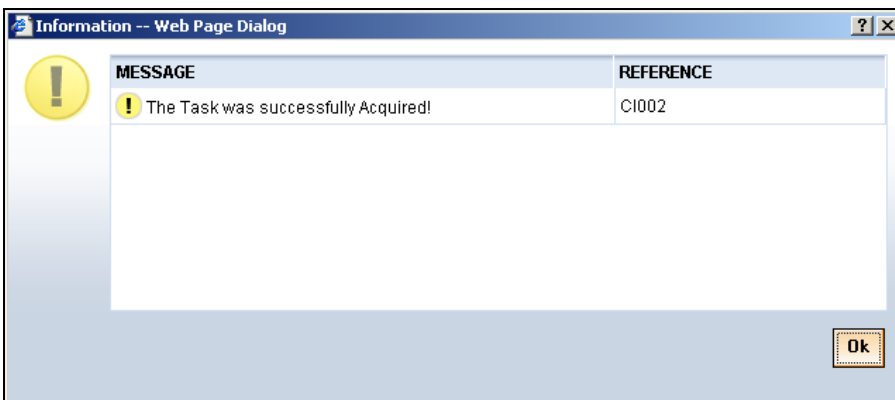 Information -- Web Page Dialog
MESSAGE REFERENCE
The Task was successfully Acquired! CI002
Ok